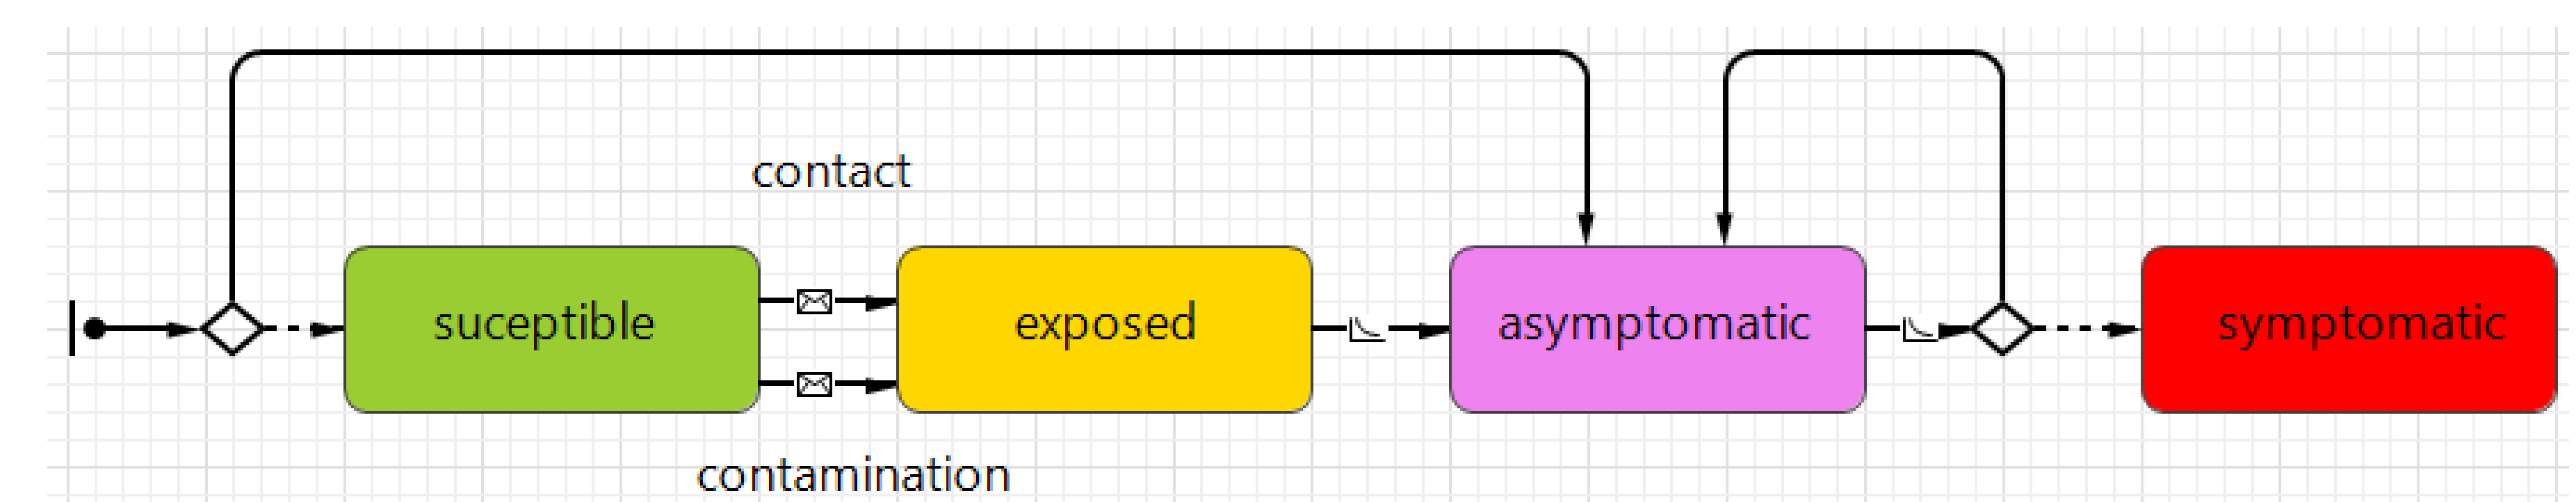 contact
suceptible
exposed
asymptomatic
symptomatic
contamination